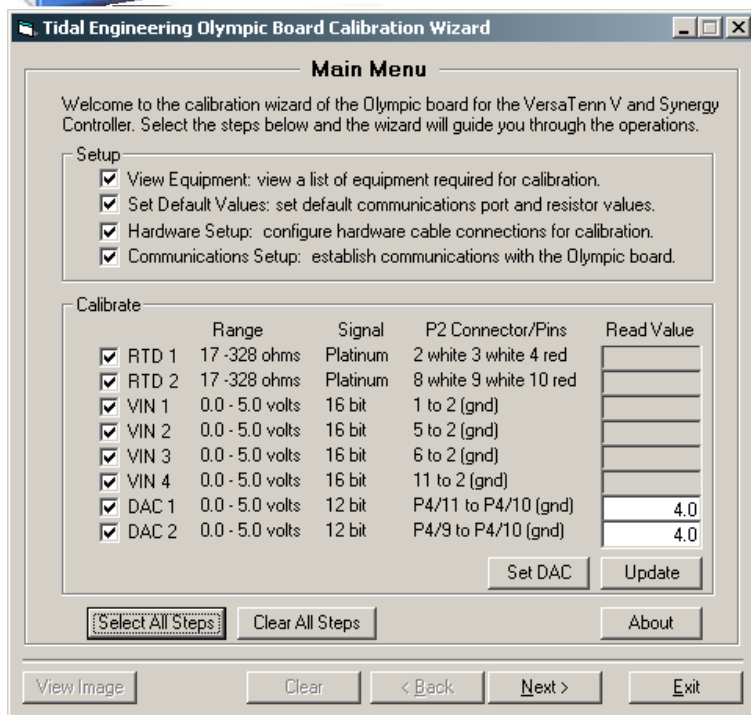 Tidal Engineering Olympic Board Calibration Wizard
Main Menu
Welcome to the calibration wizard of the Olympic board for the VersaTenn V and Synergy
Controller. Select the steps below and the wizard will guide you through the operations.
Setup
View Equipment: view a list of equipment required for calibration.
Set Default Values: set default communications port and resistor values.
Hardware Setup: configure hardware cable connections for calibration.
Communications Setup: establish communications with the Olympic board.
Calibrate
Range Signal P2 Connector/Pins Read Value
RTD 1 17 -328 ohms Platinum 2 white 3 white 4 red
RTD 2 17 -328 ohms Platinum 8 white 9 white 10 red
VIN 1 0.0 - 5.0 volts 16 bit 1 to 2 (gnd)
VIN 2 0.0 - 5.0 volts 16 bit 5 to 2 (gnd)
VIN 3 0.0 - 5.0 volts 16 bit 6 to 2 (gnd)
VIN 4 0.0 - 5.0 volts 16 bit 11 to 2 (gnd)
DAC 1 0.0 - 5.0 volts 12 bit P4/11 to P4/10 (gnd) 4.0
DAC 2 0.0 - 5.0 volts 12 bit P4/9 to P4/10 (gnd) 4.0
Set DAC Update
Select All Steps Clear All Steps About
View Image Clear < Back Next > Exit